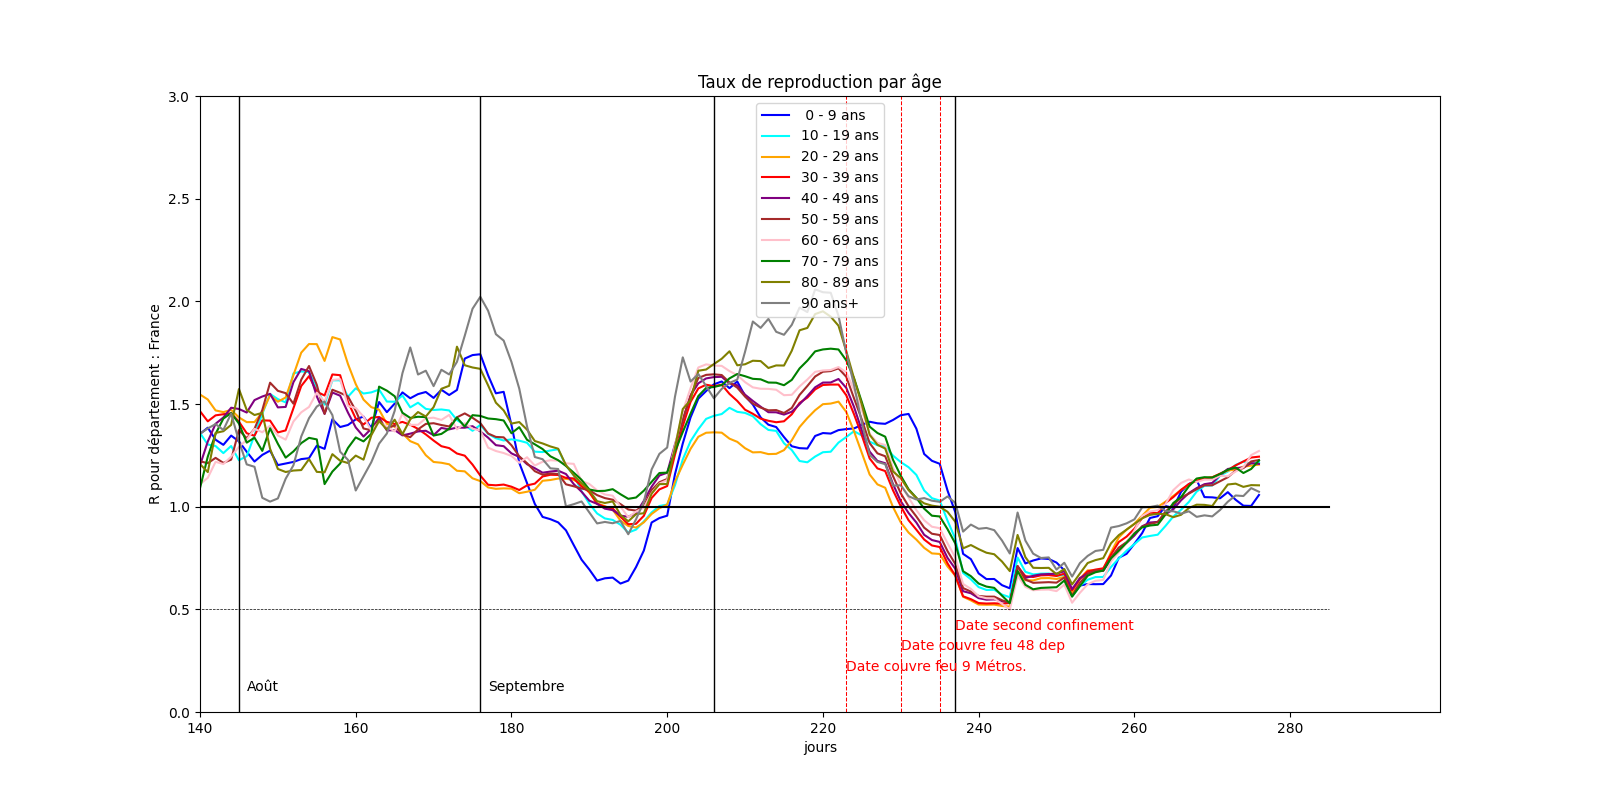 Taux de reproduction par âge
3.0
2.5
2.0
1.5
1.0
0.5
0.0
R pour département : France
0 - 9 ans
10 - 19 ans
20 - 29 ans
30 - 39 ans
40 - 49 ans
50 - 59 ans
60 - 69 ans
70 - 79 ans
80 - 89 ans
90 ans+
Date second confinement
Date couvre feu 48 dep
Date couvre feu 9 Métros.
Août
Septembre
140 160 180 200 220 240 260 280
jours